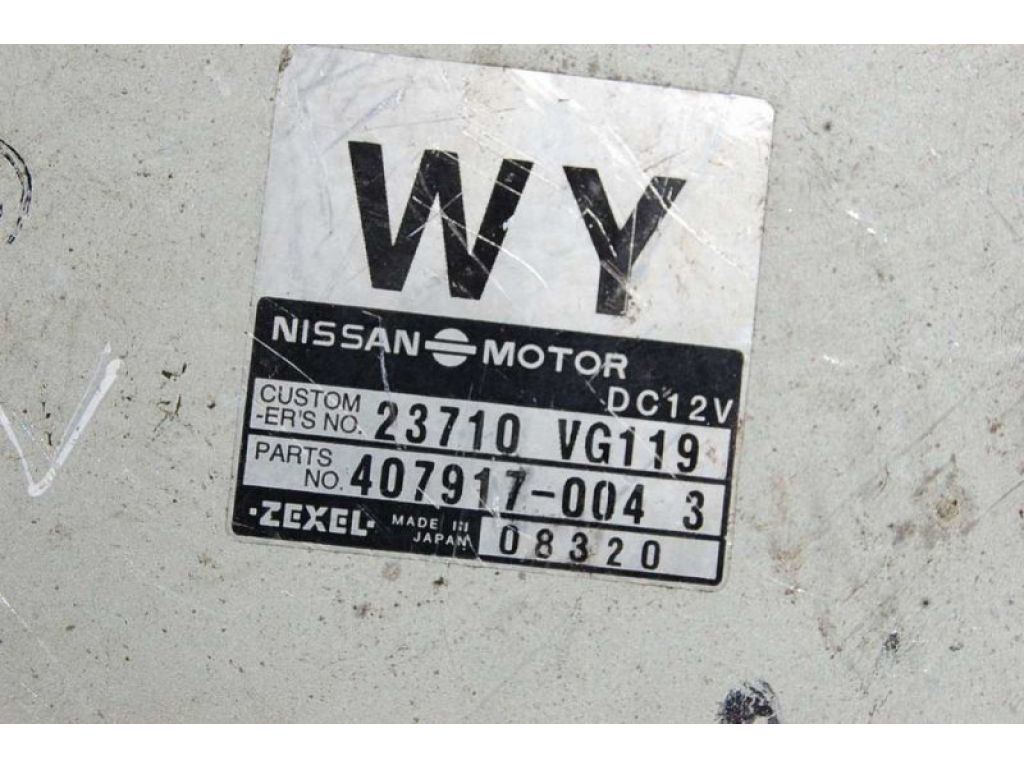 WY
NISSAN MOTOR
DC12V
CUSTOM
-ER'S NO. 23710 VG119
PARTS
NO. 407917-004 3
·ZEXEL· MADE IN
JAPAN 08320